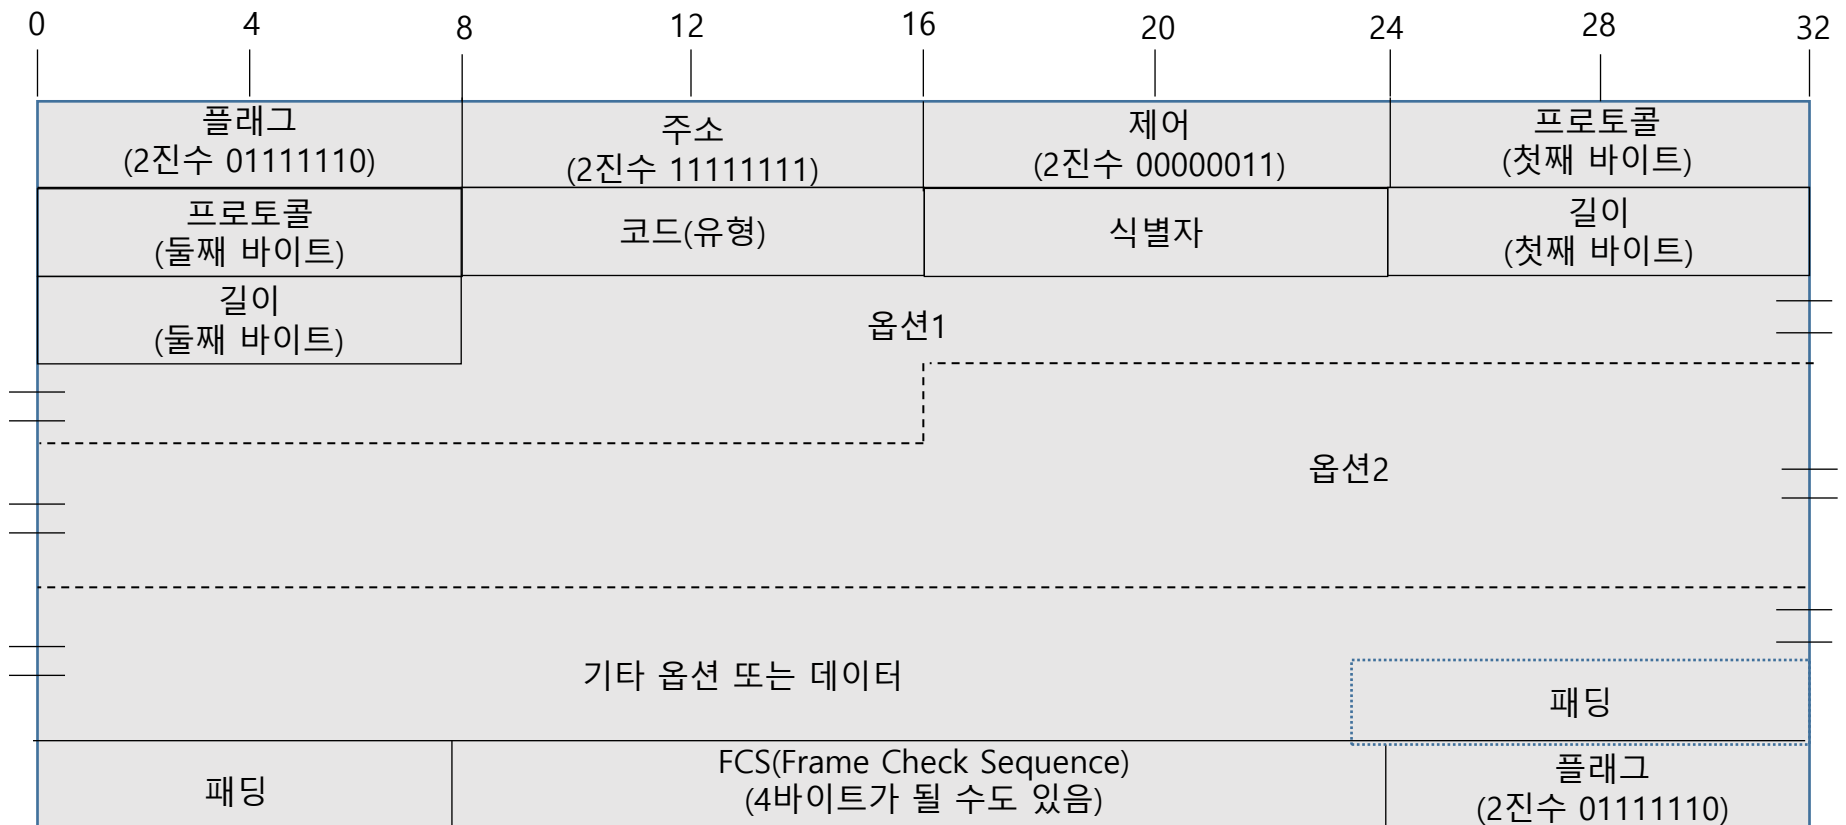 0 4 8 12 16 20 24 28 32
플래그
(2진수 01111110)
주소
(2진수 11111111)
제어
(2진수 00000011)
프로토콜
(첫째 바이트)
프로토콜
(둘째 바이트)
코드(유형)
식별자
길이
(첫째 바이트)
길이
(둘째 바이트)
옵션1
옵션2
기타 옵션 또는 데이터
패딩
패딩
FCS(Frame Check Sequence)
(4바이트가 될 수도 있음)
플래그
(2진수 01111110)